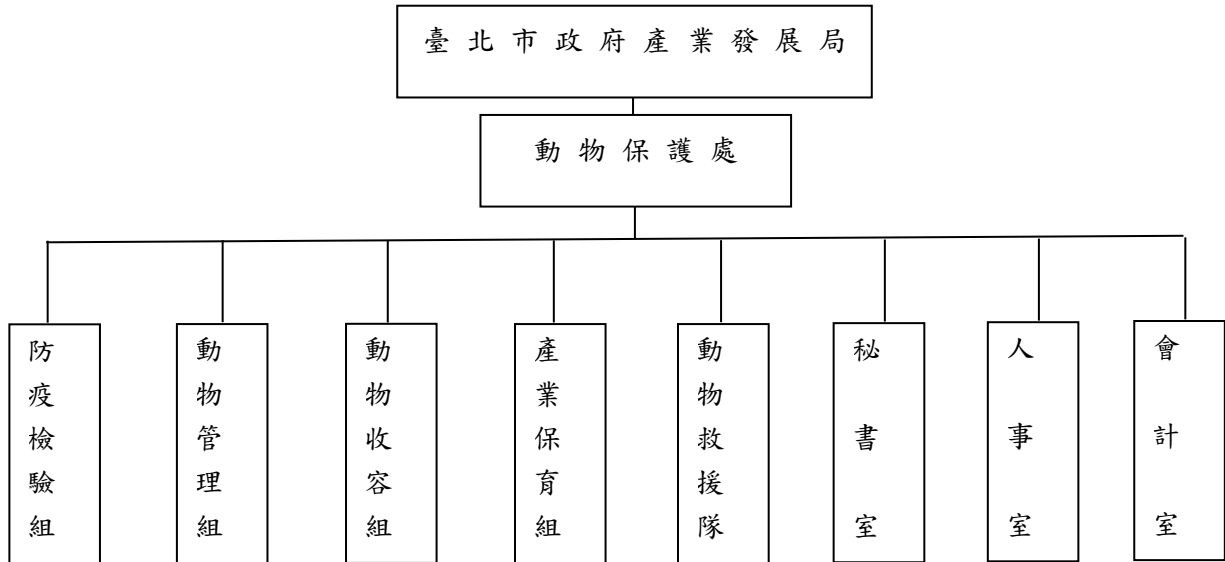 臺北市政府產業發展局
動物保護處
防疫檢驗組
動物管理組
動物收容組
產業保育組
動物救援隊
秘書室
人事室
會計室